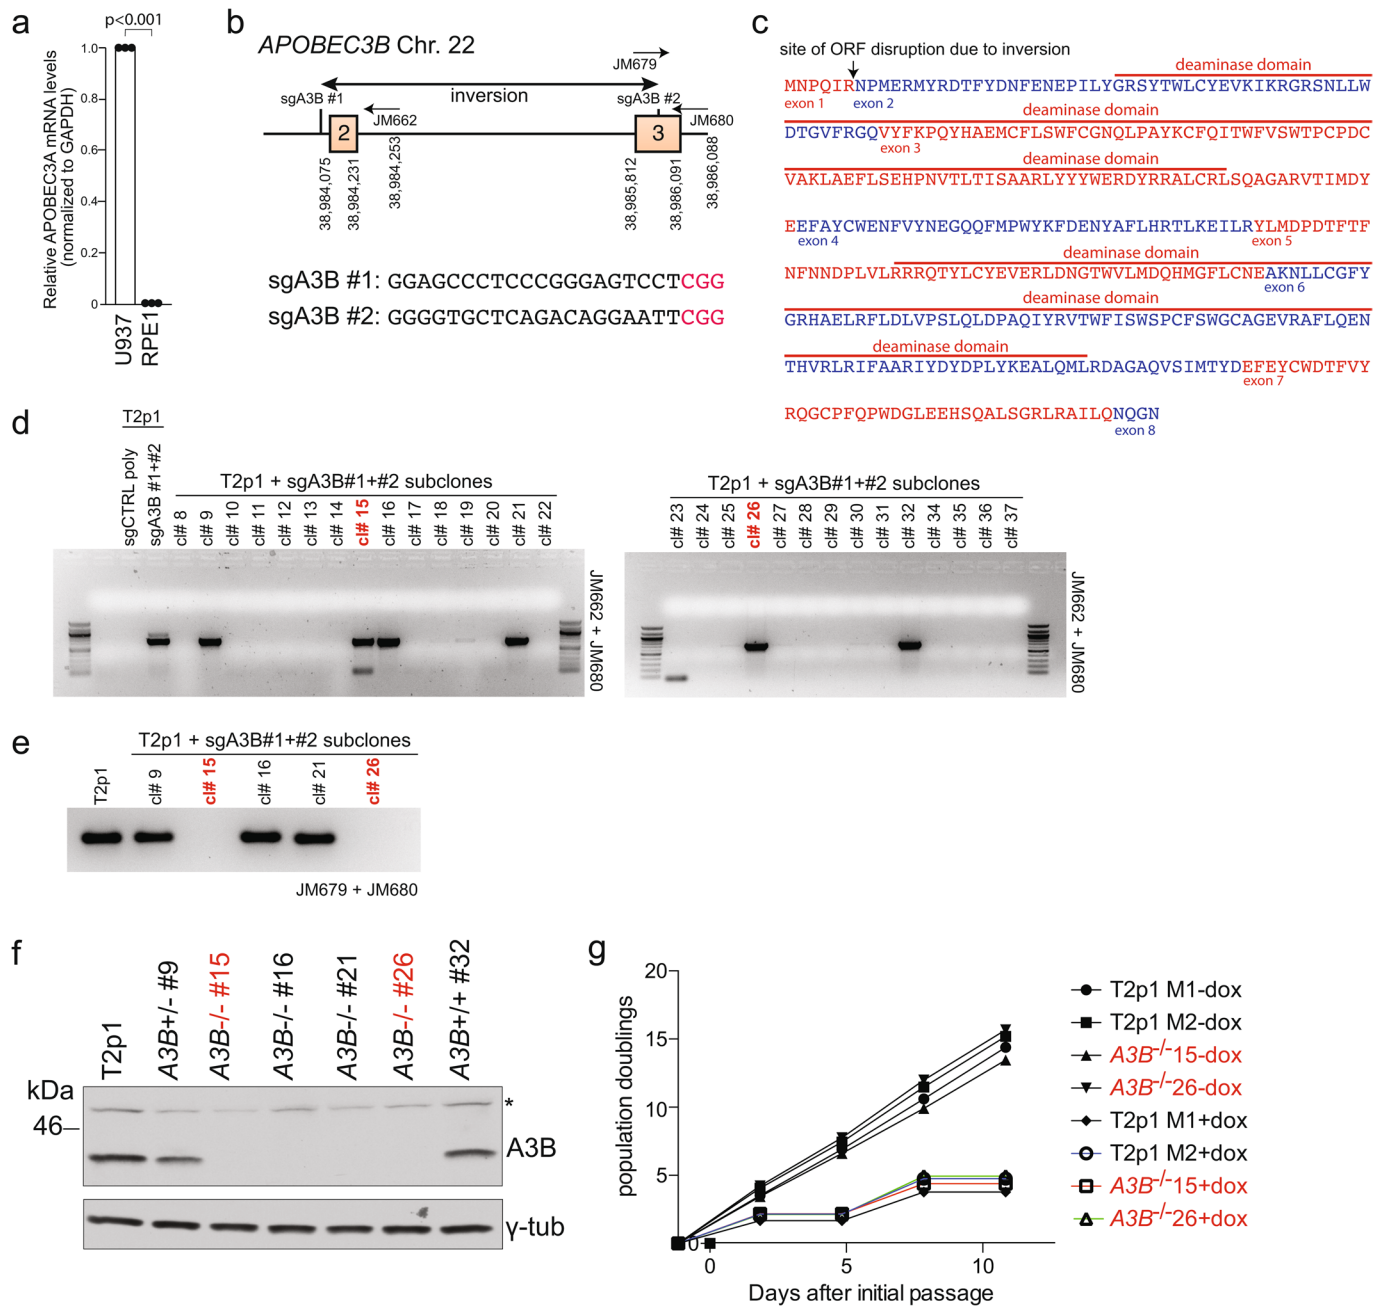 a
p<0.001
Relative APOBEC3A mRNA levels
(normalized to GAPDH)
1.0
0.8
0.6
0.4
0.2
0
U937
RPE1
b
APOBEC3B Chr. 22
JM679
inversion
sgA3B #1
sgA3B #2
JM662
JM680
2
3
38,984,075
38,984,231
38,984,253
38,985,812
38,986,091
38,986,088
sgA3B #1: GGAGCCCTCCCGGGAGTCCTCGG
sgA3B #2: GGGGTGCTCAGACAGGAATTCGG
c
site of ORF disruption due to inversion
deaminase domain
MNPQIRNPMERMYRDTFYDNFENEPILYGRSYTWLCYEVKIKRGRSNLLW
exon 1 exon 2
deaminase domain
DTGVFRGQVYFKPQYHAEMCFLSWFCGNQLPAYKCFQITWFVSWTPCPDC
exon 3
deaminase domain
VAKLAEFLSEHPNVTLTISAARLYYYWERDYRRALCRLSQAGARVTIMDY
EEFAYCWENFVYNEGQQFMPWYKFDENYAFLHRTLKEILRYLMDPDTFTF
exon 4 exon 5
deaminase domain
NFNNDPLVLRRRQTYLCYEVERLDNGTWVLMDQHMGFLCNEAKNLLCGFY
exon 6
deaminase domain
GRHAELRFLDLVPSLQLDPAQIYRVTWFISWSPCFSWGCAGEVRAFLQEN
deaminase domain
THVRLRIFAARIYDYDPLYKEALQMLRDAGAQVSIMTYDEFEYCWDTFVY
exon 7
RQGCPFQPWDGLEEHSQALSGRLRAILQNQGN
exon 8
d
T2p1
sgCTRL poly
sgA3B #1+#2
T2p1 + sgA3B#1+#2 subclones
cl# 8
cl# 9
cl# 10
cl# 11
cl# 12
cl# 13
cl# 14
cl# 15
cl# 16
cl# 17
cl# 18
cl# 19
cl# 20
cl# 21
cl# 22
JM662 + JM680
T2p1 + sgA3B#1+#2 subclones
cl# 23
cl# 24
cl# 25
cl# 26
cl# 27
cl# 28
cl# 29
cl# 30
cl# 31
cl# 32
cl# 34
cl# 35
cl# 36
cl# 37
JM662 + JM680
e
T2p1 + sgA3B#1+#2 subclones
T2p1
cl# 9
cl# 15
cl# 16
cl# 21
cl# 26
JM679 + JM680
f
T2p1
A3B+/- #9
A3B-/- #15
A3B-/- #16
A3B-/- #21
A3B-/- #26
A3B+/+ #32
kDa
46
*
A3B
γ-tub
g
population doublings
20
15
10
5
0
0
5
10
Days after initial passage
T2p1 M1-dox
T2p1 M2-dox
A3B-/-15-dox
A3B-/-26-dox
T2p1 M1+dox
T2p1 M2+dox
A3B-/-15+dox
A3B-/-26+dox